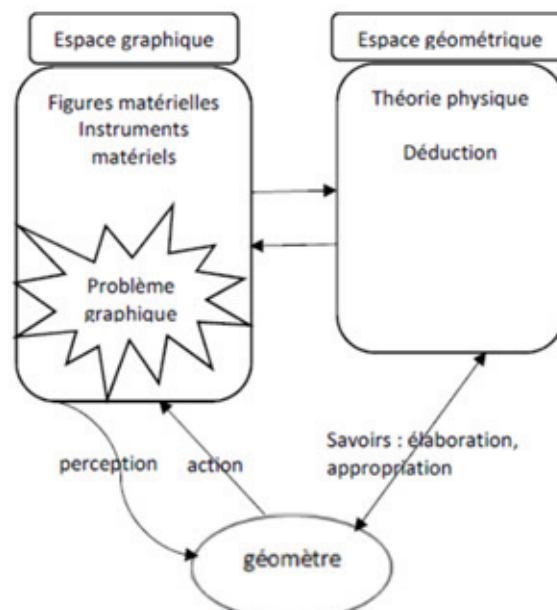 Espace graphique
Figures matérielles
Instruments
matériels
Problème
graphique
Espace géométrique
Théorie physique
Déduction
perception
action
Savoirs : élaboration,
appropriation
géomètre